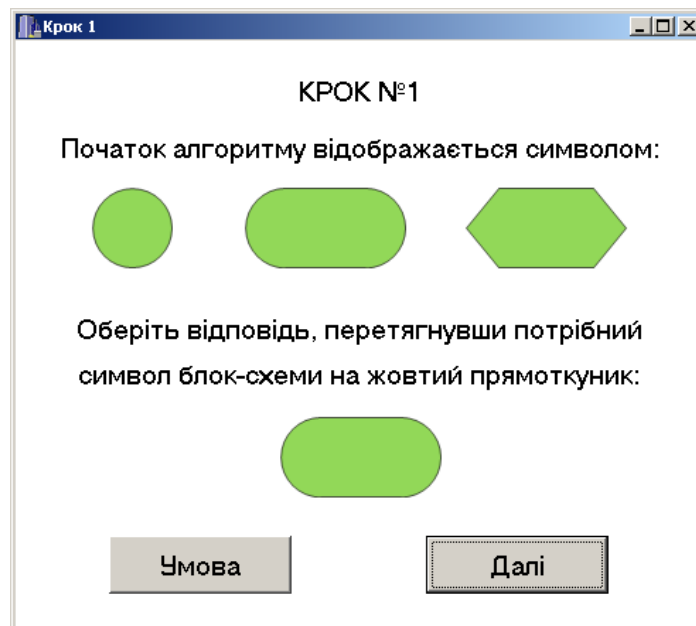 Крок 1
КРОК №1
Початок алгоритму відображається символом:
Оберіть відповідь, перетягнувши потрібний
символ блок-схеми на жовтий прямоткуник:
Умова
Далі